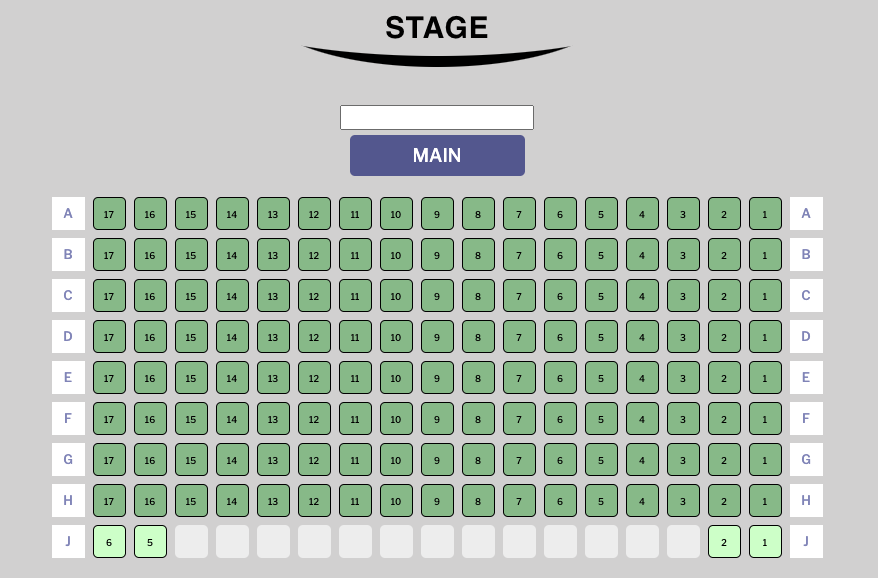 STAGE
MAIN
A 17 16 15 14 13 12 11 10 9 8 7 6 5 4 3 2 1 A
B 17 16 15 14 13 12 11 10 9 8 7 6 5 4 3 2 1 B
C 17 16 15 14 13 12 11 10 9 8 7 6 5 4 3 2 1 C
D 17 16 15 14 13 12 11 10 9 8 7 6 5 4 3 2 1 D
E 17 16 15 14 13 12 11 10 9 8 7 6 5 4 3 2 1 E
F 17 16 15 14 13 12 11 10 9 8 7 6 5 4 3 2 1 F
G 17 16 15 14 13 12 11 10 9 8 7 6 5 4 3 2 1 G
H 17 16 15 14 13 12 11 10 9 8 7 6 5 4 3 2 1 H
J 6 5 2 1 J